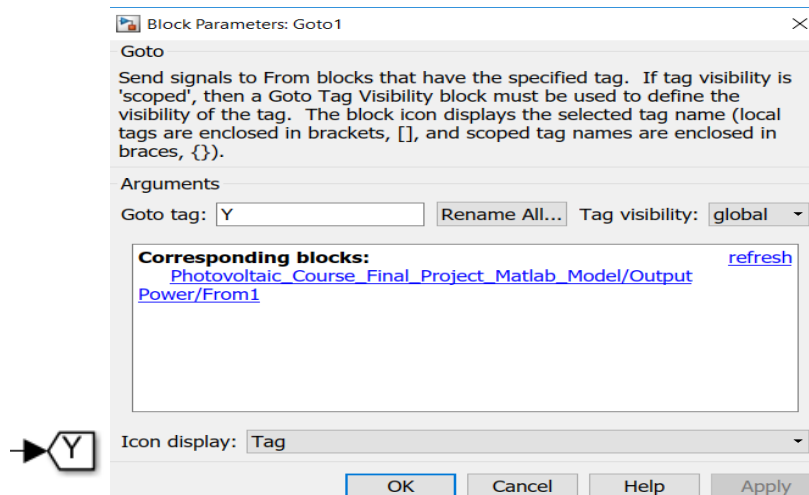 Block Parameters: Goto1
Goto
Send signals to From blocks that have the specified tag.  If tag visibility is
'scoped', then a Goto Tag Visibility block must be used to define the
visibility of the tag.  The block icon displays the selected tag name (local
tags are enclosed in brackets, [], and scoped tag names are enclosed in
braces, {}).
Arguments
Goto tag: Y Rename All... Tag visibility: global
Corresponding blocks: refresh
Photovoltaic_Course_Final_Project_Matlab_Model/Output
Power/From1
Y
Icon display: Tag
OK Cancel Help Apply